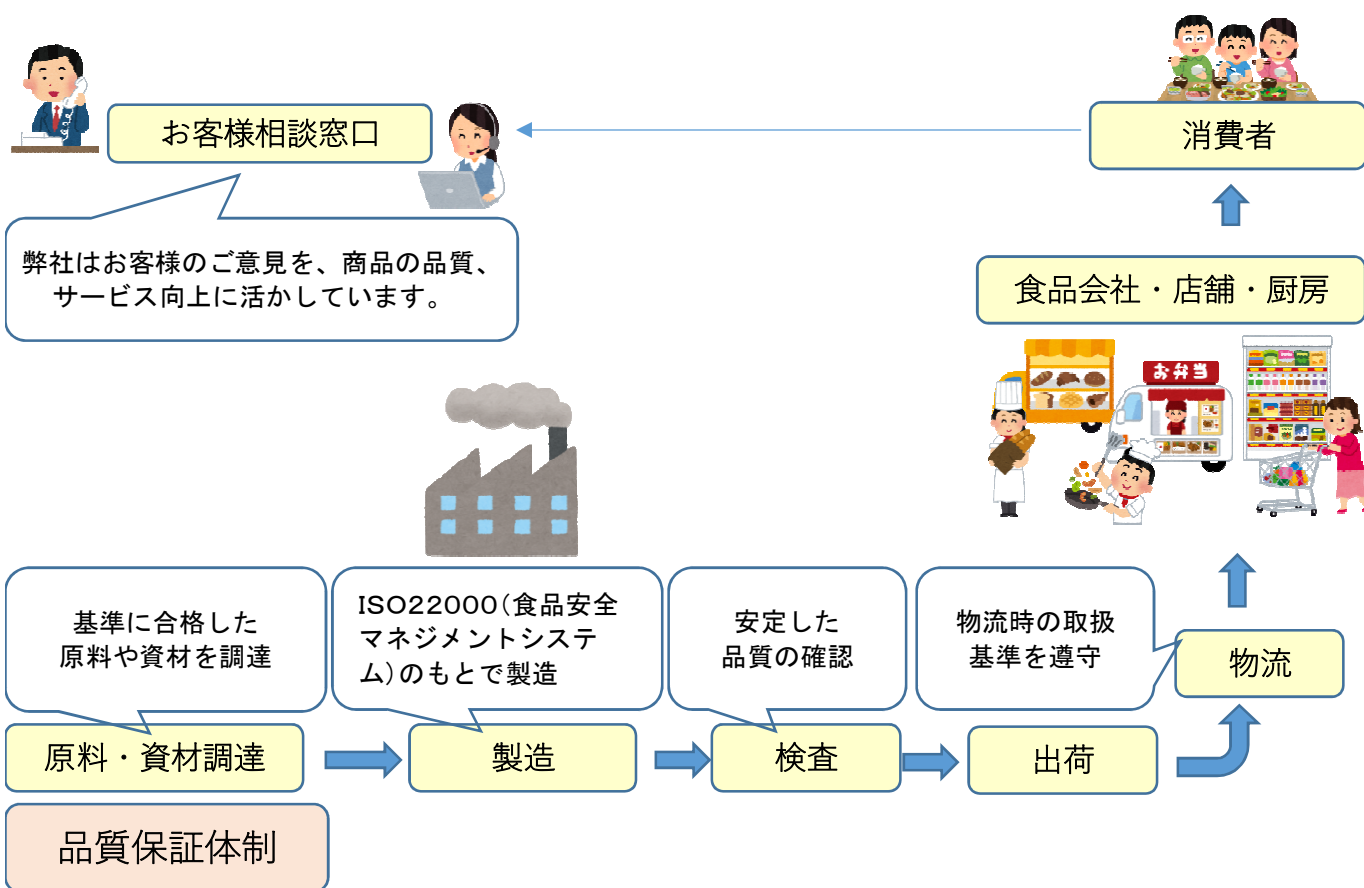 お客様相談窓口
消費者
弊社はお客様のご意見を、商品の品質、
サービス向上に活かしています。
食品会社・店舗・厨房
お弁当
基準に合格した
原料や資材を調達
ISO22000(食品安全
マネジメントシステ
ム)のもとで製造
安定した
品質の確認
物流時の取扱
基準を遵守
物流
原料・資材調達
製造
検査
出荷
品質保証体制